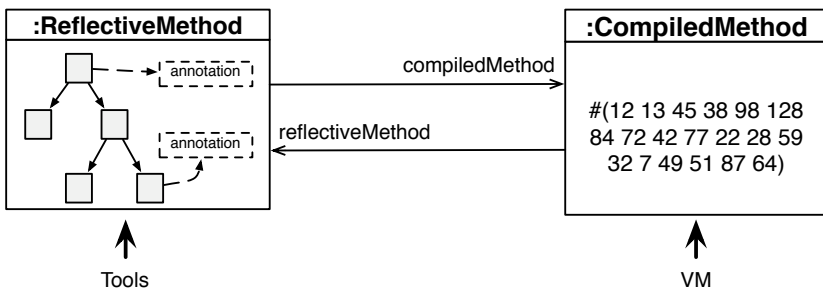 :ReflectiveMethod
annotation
annotation
compiledMethod
reflectiveMethod
:CompiledMethod
#(12 13 45 38 98 128
84 72 42 77 22 28 59
32 7 49 51 87 64)
Tools
VM